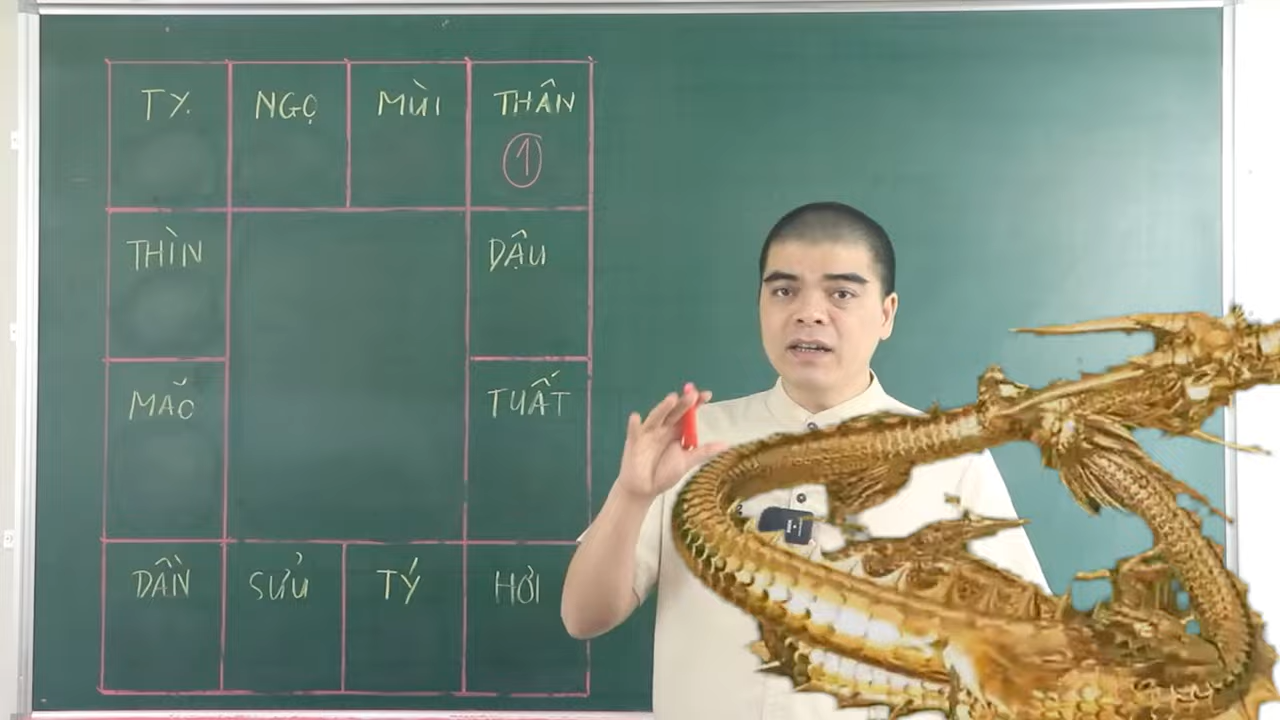 TỴ NGỌ MÙI THÂN
①
THÌN DẬU
MÃO TUẤT
DẦN SỬU TÝ HỢI